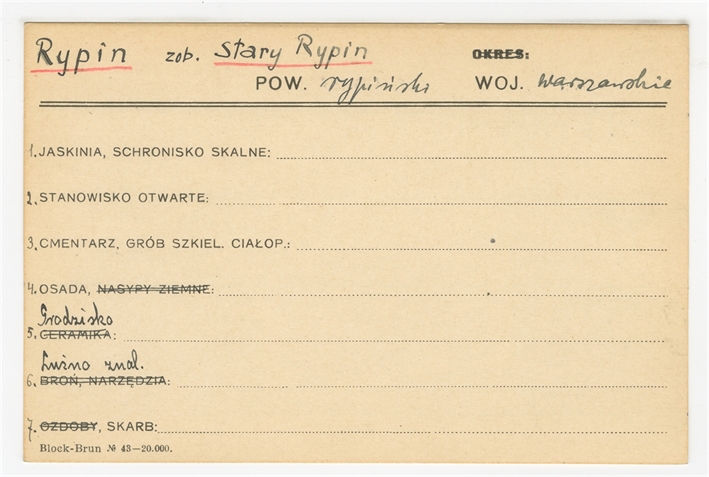 Rypin zob. Stary Rypin OKRES:
POW. rypiński WOJ. warszawskie
1. JASKINIA, SCHRONISKO SKALNE:
2. STANOWISKO OTWARTE:
3. CMENTARZ, GRÓB SZKIEL. CIAŁOP.:
4. OSADA, NASYPY ZIEMNE:
Grodzisko
5. CERAMIKA:
Luźno znal.
6. BROŃ, NARZĘDZIA:
7. OZDOBY, SKARB:
Block-Brun № 43—20.000.